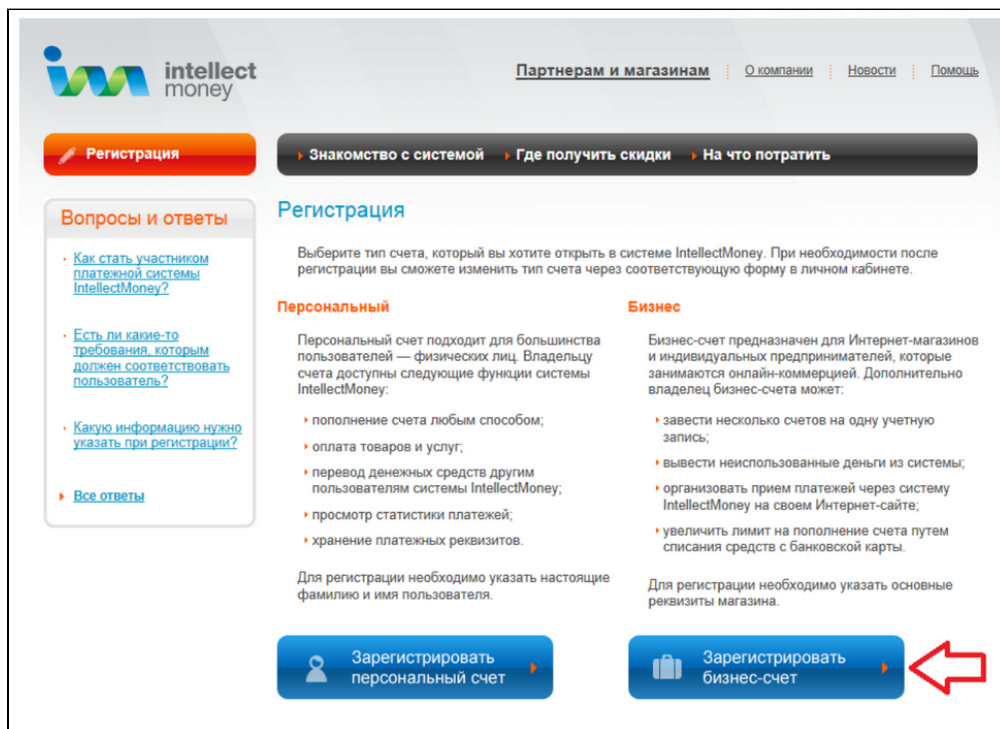 intellect
money
Партнерам и магазинам
О компании
Новости
Помощь
Регистрация
Знакомство с системой
Где получить скидки
На что потратить
Вопросы и ответы
Как стать участником
платежной системы
IntellectMoney?
Есть ли какие-то
требования, которым
должен соответствовать
пользователь?
Какую информацию нужно
указать при регистрации?
Все ответы
Регистрация
Выберите тип счета, который вы хотите открыть в системе IntellectMoney. При необходимости после
регистрации вы сможете изменить тип счета через соответствующую форму в личном кабинете.
Персональный
Персональный счет подходит для большинства
пользователей — физических лиц. Владельцу
счета доступны следующие функции системы
IntellectMoney:
пополнение счета любым способом;
оплата товаров и услуг;
перевод денежных средств другим
пользователям системы IntellectMoney;
просмотр статистики платежей;
хранение платежных реквизитов.
Для регистрации необходимо указать настоящие
фамилию и имя пользователя.
Зарегистрировать
персональный счет
Бизнес
Бизнес-счет предназначен для Интернет-магазинов
и индивидуальных предпринимателей, которые
занимаются онлайн-коммерцией. Дополнительно
владелец бизнес-счета может:
завести несколько счетов на одну учетную
запись;
вывести неиспользованные деньги из системы;
организовать прием платежей через систему
IntellectMoney на своем Интернет-сайте;
увеличить лимит на пополнение счета путем
списания средств с банковской карты.
Для регистрации необходимо указать основные
реквизиты магазина.
Зарегистрировать
бизнес-счет